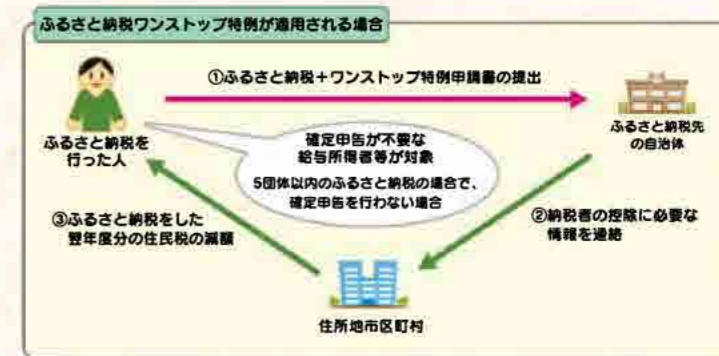 ふるさと納税ワンストップ特例が適用される場合
①ふるさと納税＋ワンストップ特例申請書の提出
ふるさと納税を
行った人
ふるさと納税先
の自治体
確定申告が不要な
給与所得者等が対象
5団体以内のふるさと納税の場合で、
確定申告を行わない場合
③ふるさと納税をした
翌年度分の住民税の減額
②納税者の控除に必要な
情報を連絡
住所地市区町村